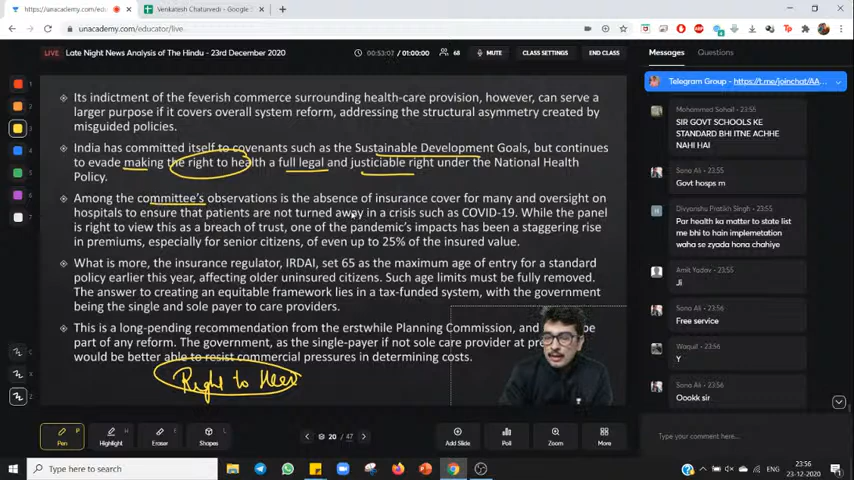 https://unacademy.com/edu
Venkatesh Chaturvedi - Google S
unacademy.com/educator/live
LIVE Late Night News Analysis of The Hindu - 23rd December 2020
00:53:07 / 01:00:00
68
MUTE
CLASS SETTINGS
END CLASS
Messages
Questions
Telegram Group - https://t.me/joinchat/AA...
Its indictment of the feverish commerce surrounding health-care provision, however, can serve a
larger purpose if it covers overall system reform, addressing the structural asymmetry created by
misguided policies.
India has committed itself to covenants such as the Sustainable Development Goals, but continues
to evade making the right to health a full legal and justiciable right under the National Health
Policy.
Among the committee's observations is the absence of insurance cover for many and oversight on
hospitals to ensure that patients are not turned away in a crisis such as COVID-19. While the panel
is right to view this as a breach of trust, one of the pandemic's impacts has been a staggering rise
in premiums, especially for senior citizens, of even up to 25% of the insured value.
What is more, the insurance regulator, IRDAI, set 65 as the maximum age of entry for a standard
policy earlier this year, affecting older uninsured citizens. Such age limits must be fully removed.
The answer to creating an equitable framework lies in a tax-funded system, with the government
being the single and sole payer to care providers.
This is a long-pending recommendation from the erstwhile Planning Commission, and be
part of any reform. The government, as the single-payer if not sole care provider at pr
would be better able to resist commercial pressures in determining costs.
Right to Heal
1
2
3
4
5
6
7
Mohammed Sohail 23:55
SIR GOVT SCHOOLS KE
STANDARD BHI ITNE ACHHE
NAHI HAI
Sana Ali 23:55
Govt hosps m
Divyanshu Pratikh Singh 23:55
Par health ka matter to state list
me bhi to hain implemetation
waha se zyada hona chahiye
Amit Yadav 23:55
Ji
Sana Ali 23:56
Free service
Waquil 23:56
Y
Sana Ali 23:56
Oookk sir
Type your comment here...
Pen P
Highlight
Eraser E
Shapes
20 / 47
Add Slide
Poll
Zoom
More
Type here to search
ENG
23:56
23-12-2020